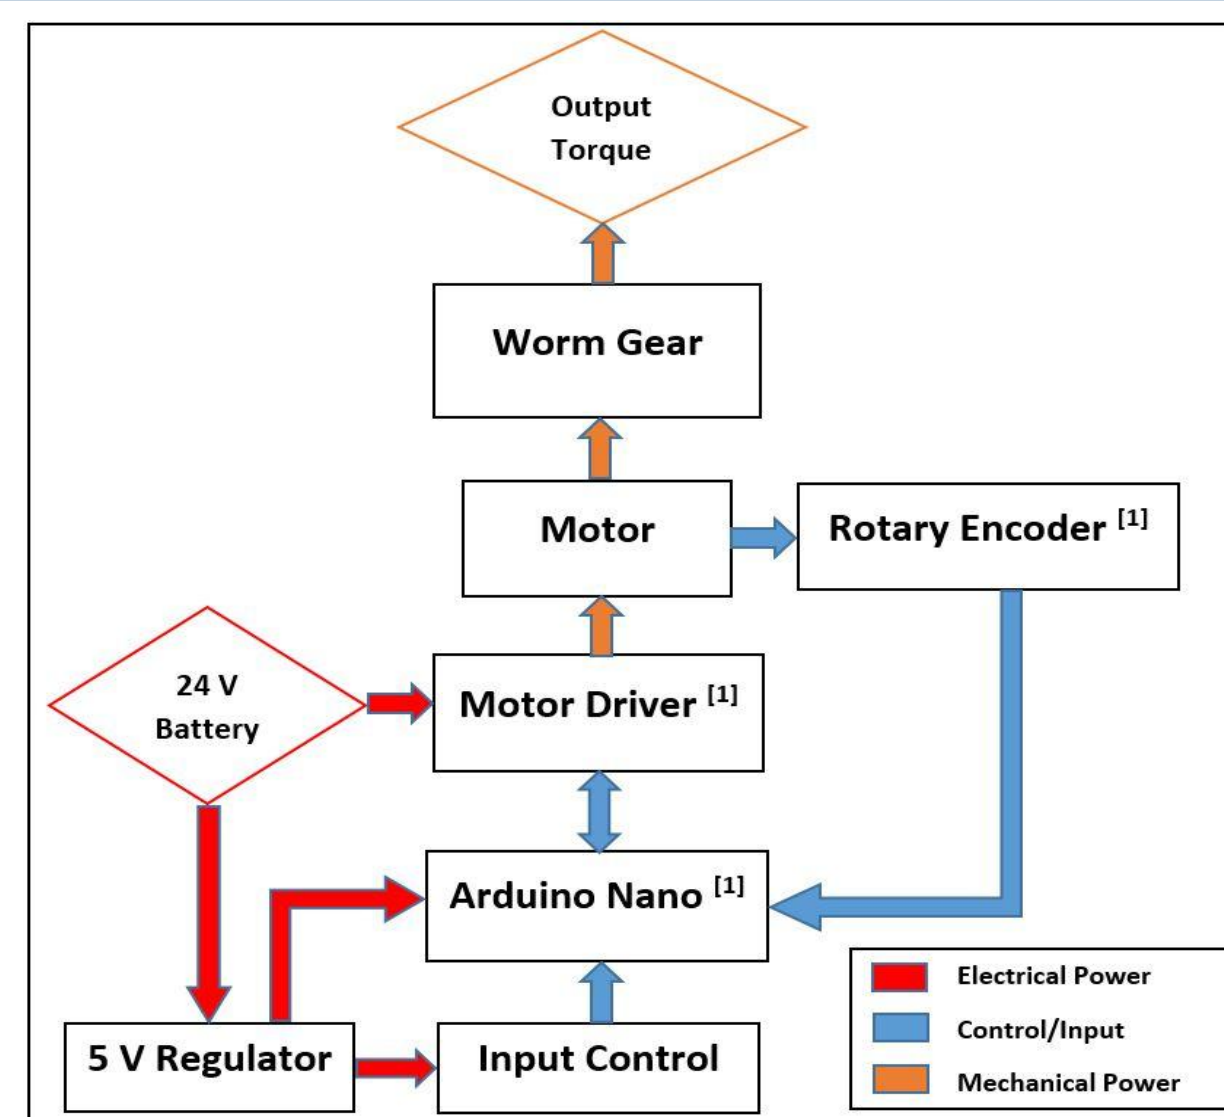 Output
Torque
Worm Gear
Motor
Rotary Encoder [1]
24 V
Battery
Motor Driver [1]
Arduino Nano [1]
5 V Regulator
Input Control
Electrical Power
Control/Input
Mechanical Power